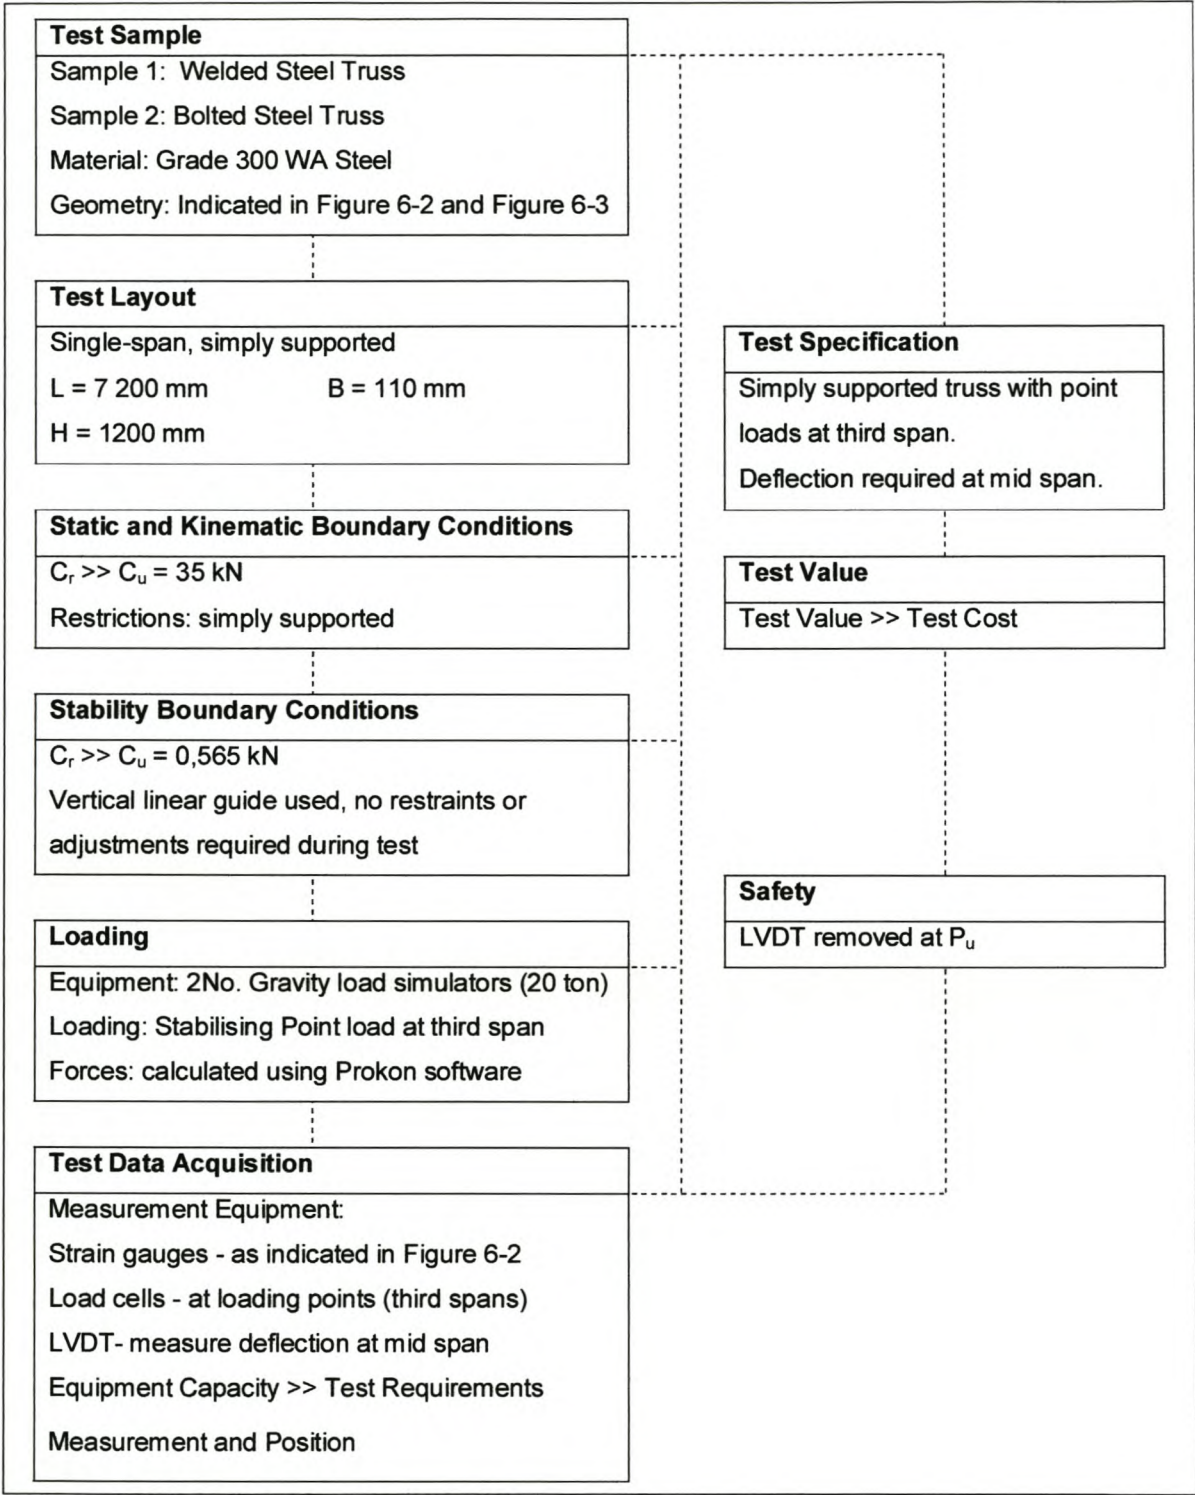 Test Sample
Sample 1: Welded Steel Truss
Sample 2: Bolted Steel Truss
Material: Grade 300 WA Steel
Geometry: Indicated in Figure 6-2 and Figure 6-3
Test Layout
Single-span, simply supported
L = 7 200 mm B = 110 mm
H = 1200 mm
Static and Kinematic Boundary Conditions
Cr >> Cu = 35 kN
Restrictions: simply supported
Stability Boundary Conditions
Cr >> Cu = 0,565 kN
Vertical linear guide used, no restraints or
adjustments required during test
Loading
Equipment: 2No. Gravity load simulators (20 ton)
Loading: Stabilising Point load at third span
Forces: calculated using Prokon software
Test Data Acquisition
Measurement Equipment:
Strain gauges - as indicated in Figure 6-2
Load cells - at loading points (third spans)
LVDT- measure deflection at mid span
Equipment Capacity >> Test Requirements
Measurement and Position
Test Specification
Simply supported truss with point
loads at third span.
Deflection required at mid span.
Test Value
Test Value >> Test Cost
Safety
LVDT removed at Pu